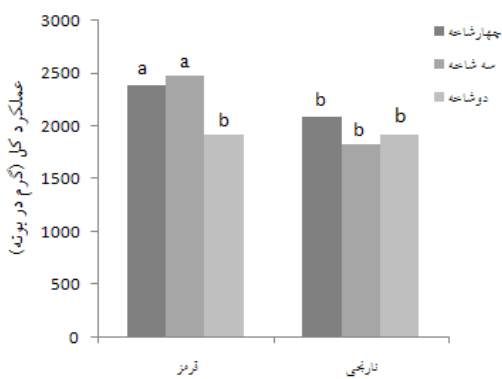 عملکرد کل (گرم در بوته)
3000
2500
2000
1500
1000
500
0
a
a
b
b
b
b
قرمز
نارنجی
چهارشاخه
سه شاخه
دوشاخه